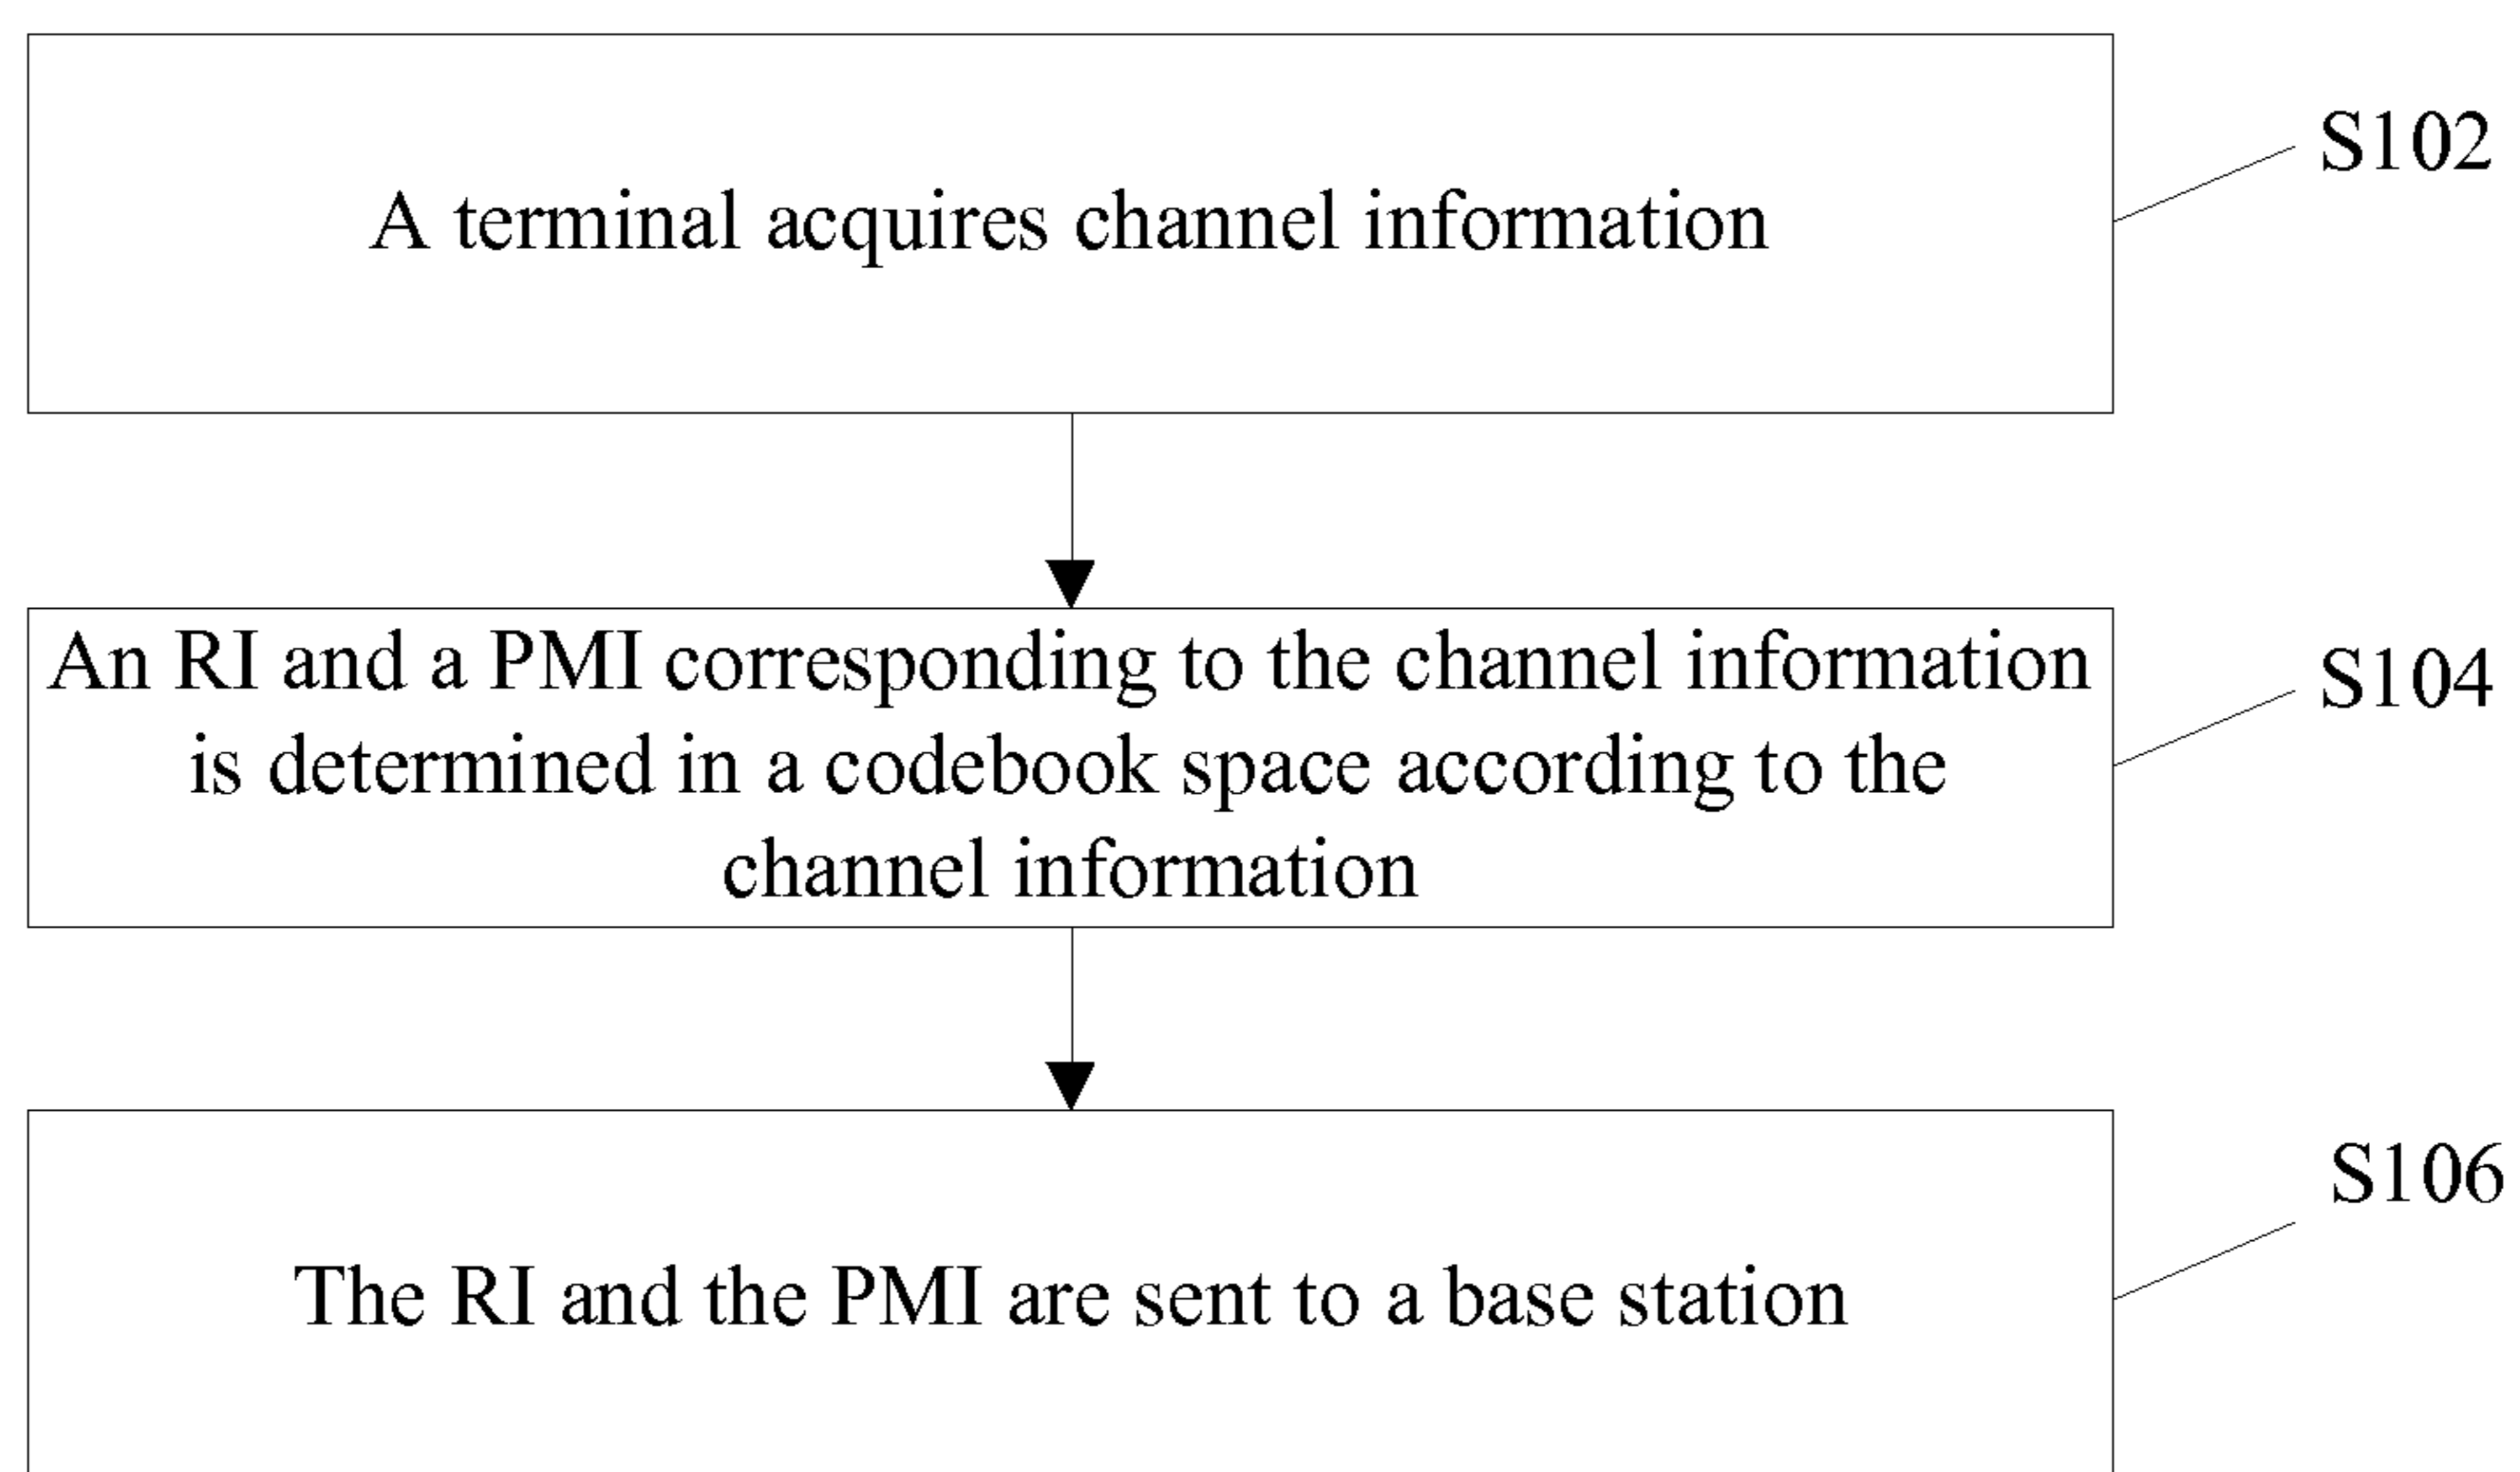 A terminal acquires channel information
S102
An RI and a PMI corresponding to the channel information
is determined in a codebook space according to the
channel information
S104
The RI and the PMI are sent to a base station
S106